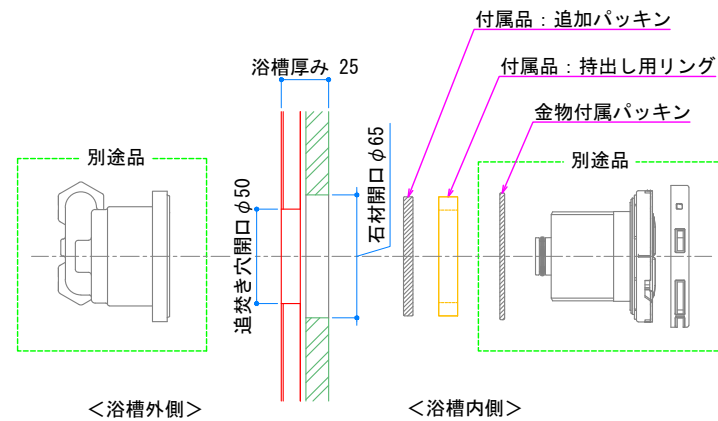 付属品：追加パッキン
浴槽厚み 25
付属品：持出し用リング
金物付属パッキン
別途品
別途品
石材開口φ65
追焚き穴開口φ50
＜浴槽外側＞
＜浴槽内側＞